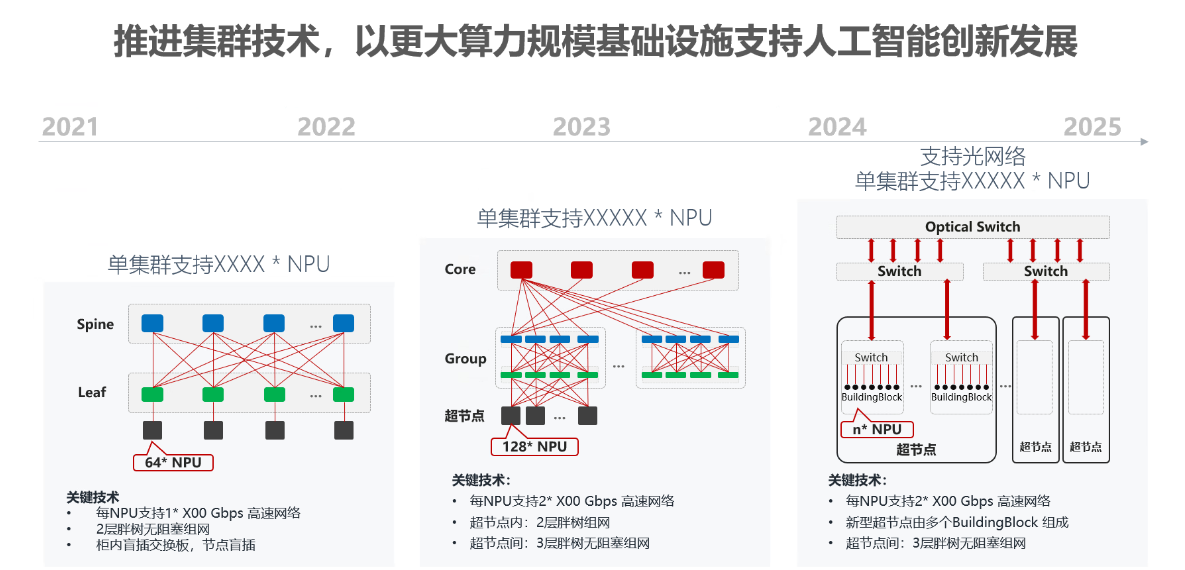 推进集群技术，以更大算力规模基础设施支持人工智能创新发展
2021
2022
2023
2024
2025
单集群支持XXXX * NPU
Spine
...
Leaf
...
64* NPU
关键技术
• 每NPU支持1* X00 Gbps 高速网络
• 2层胖树无阻塞组网
• 柜内盲插交换板，节点盲插
单集群支持XXXXX * NPU
Core
...
Group
...
超节点
...
128* NPU
关键技术：
• 每NPU支持2* X00 Gbps 高速网络
• 超节点内：2层胖树组网
• 超节点间：3层胖树无阻塞组网
支持光网络
单集群支持XXXXX * NPU
Optical Switch
Switch
Switch
Switch
BuildingBlock
...
Switch
BuildingBlock
...
n* NPU
超节点
超节点
超节点
关键技术：
• 每NPU支持2* X00 Gbps 高速网络
• 新型超节点由多个BuildingBlock 组成
• 超节点间：3层胖树无阻塞组网